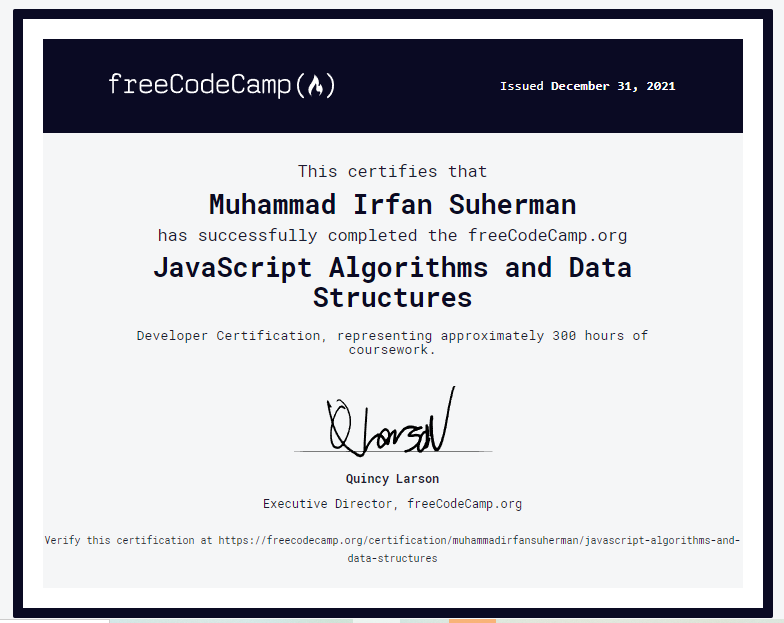 freeCodeCamp
Issued December 31, 2021
This certifies that
Muhammad Irfan Suherman
has successfully completed the freeCodeCamp.org
JavaScript Algorithms and Data
Structures
Developer Certification, representing approximately 300 hours of
coursework.
QLarson
Quincy Larson
Executive Director, freeCodeCamp.org
Verify this certification at https://freecodecamp.org/certification/muhammadirfansuherman/javascript-algorithms-and-
data-structures